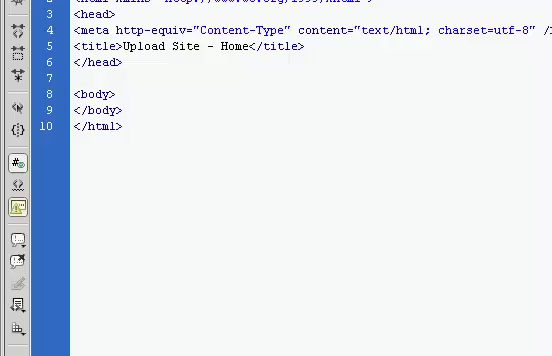 3 <head>
4 <meta http-equiv="Content-Type" content="text/html; charset=utf-8" /
5 <title>Upload Site - Home</title>
6 </head>
7
8 <body>
9 </body>
10 </html>